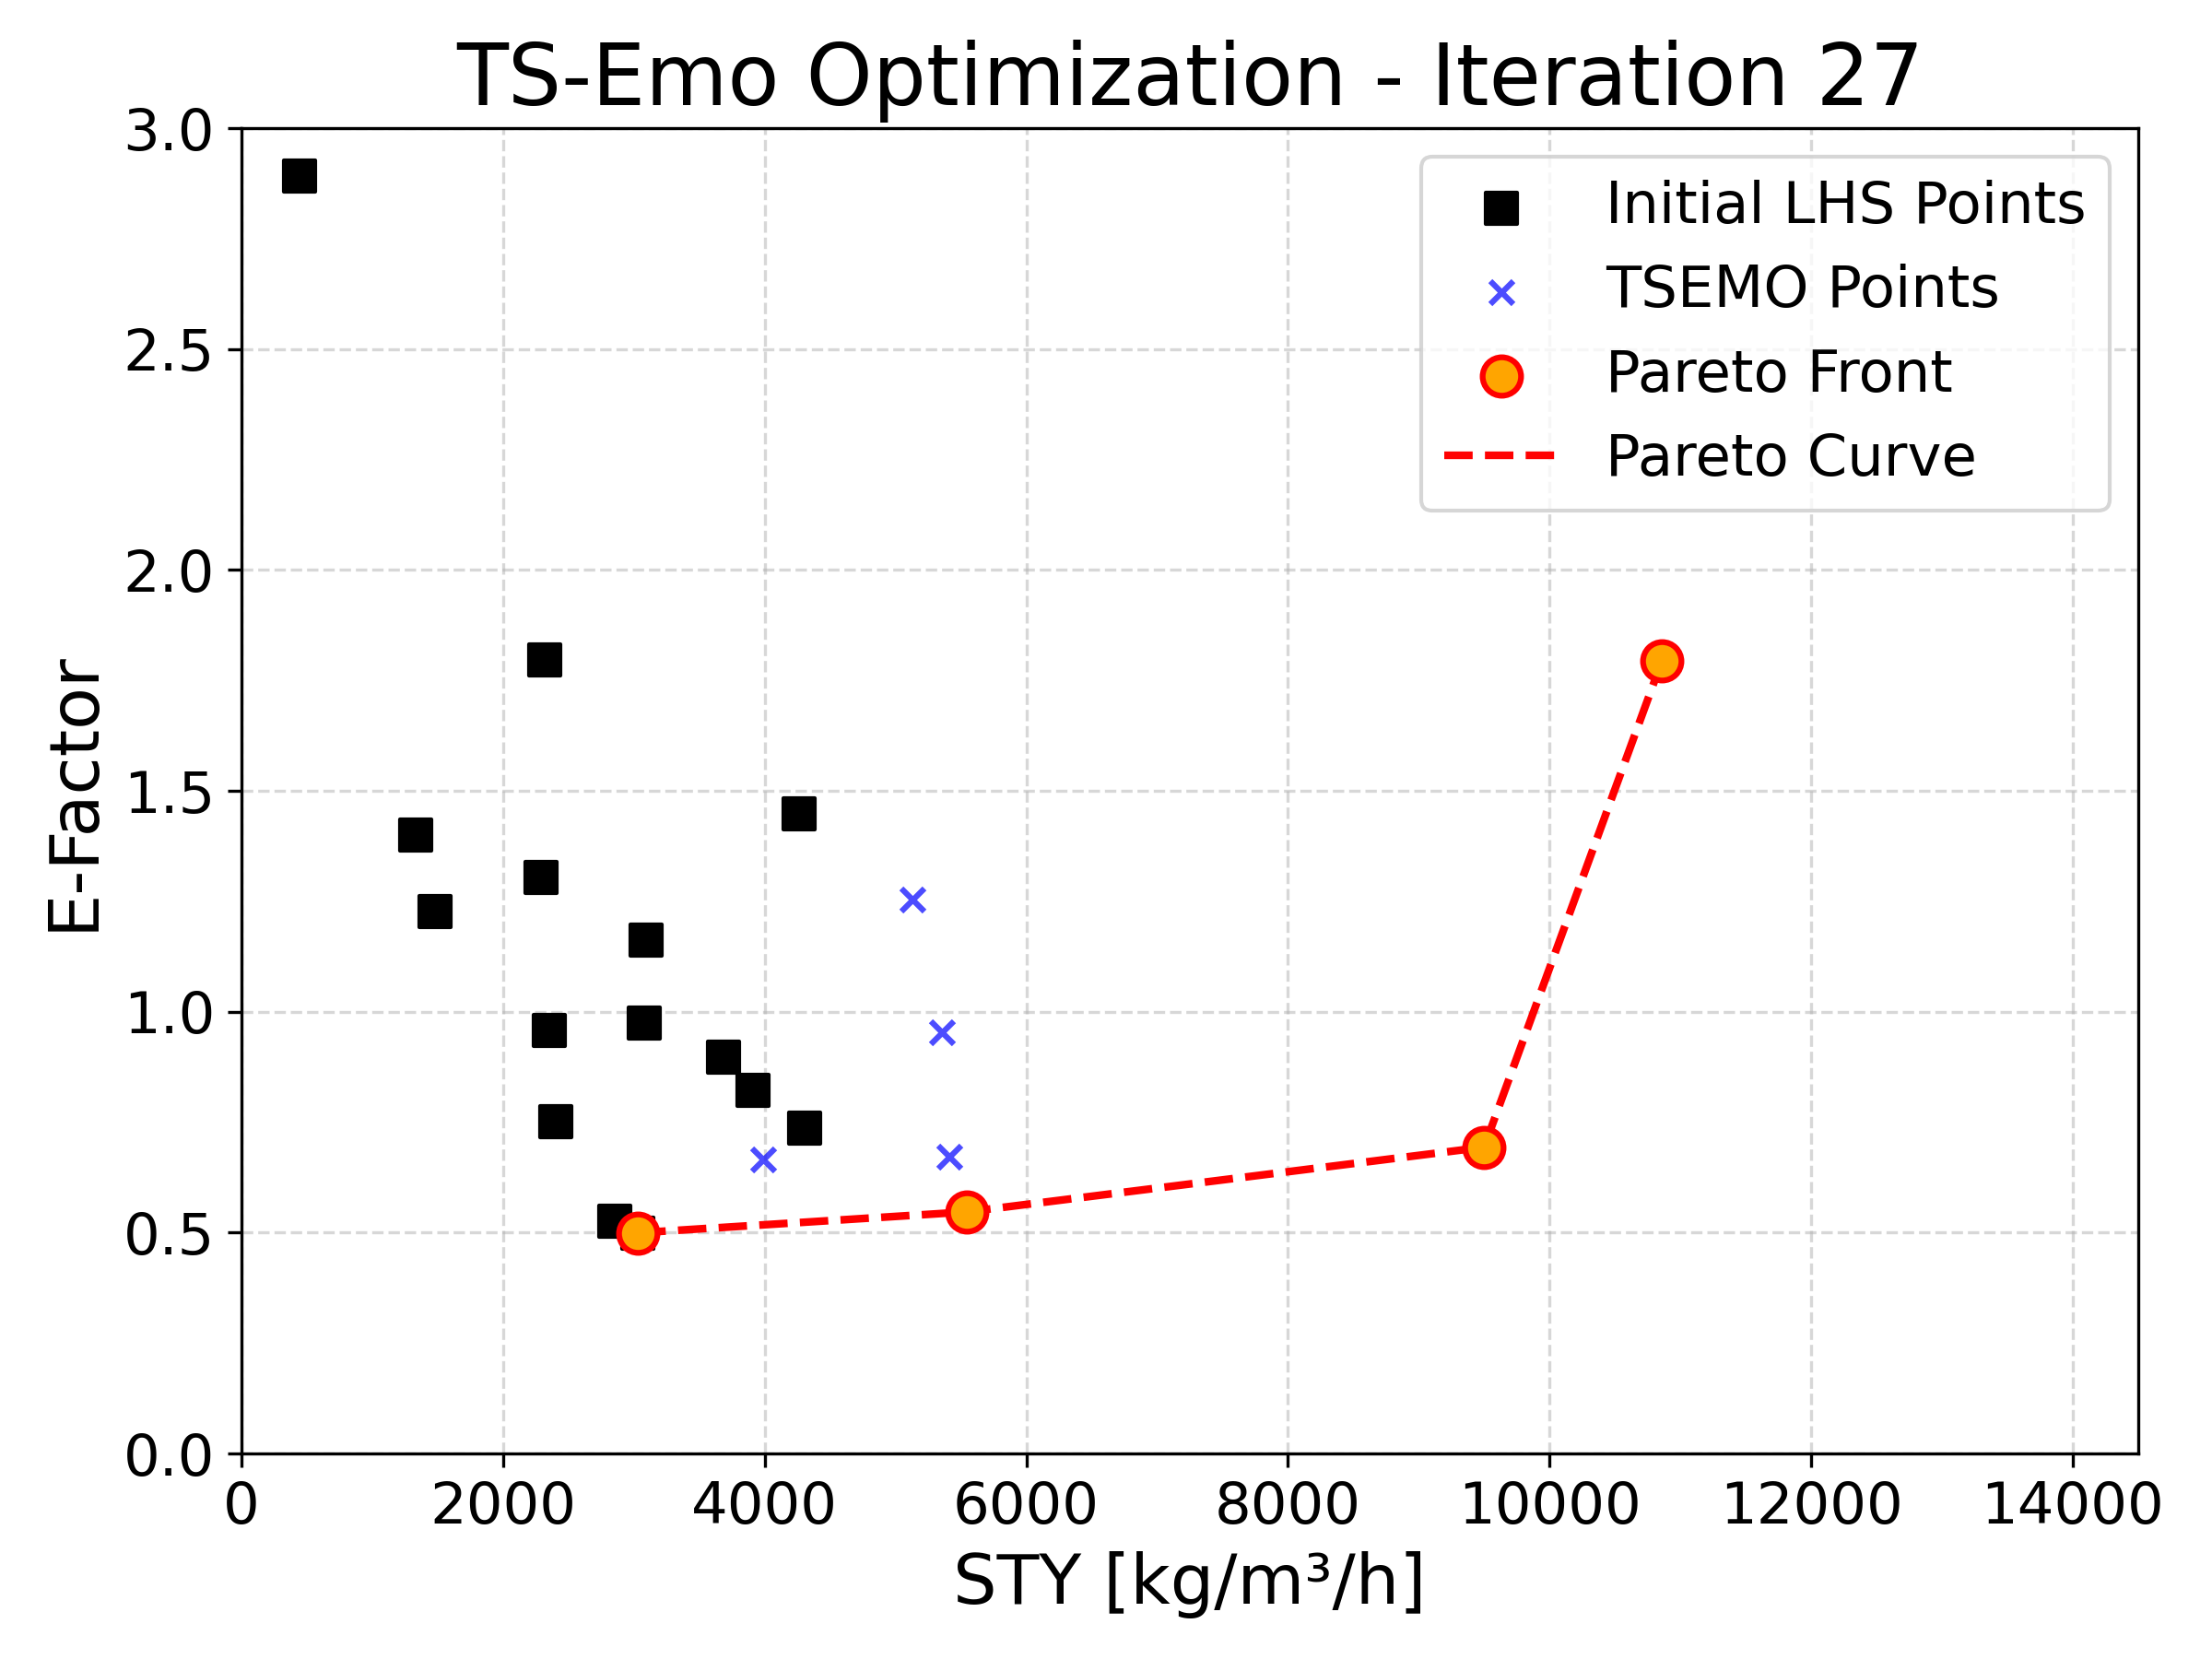 TS-Emo Optimization - Iteration 27
3.0
2.5
2.0
1.5
1.0
0.5
0.0
E-Factor
Initial LHS Points
TSEMO Points
Pareto Front
Pareto Curve
0 2000 4000 6000 8000 10000 12000 14000
STY [kg/m³/h]